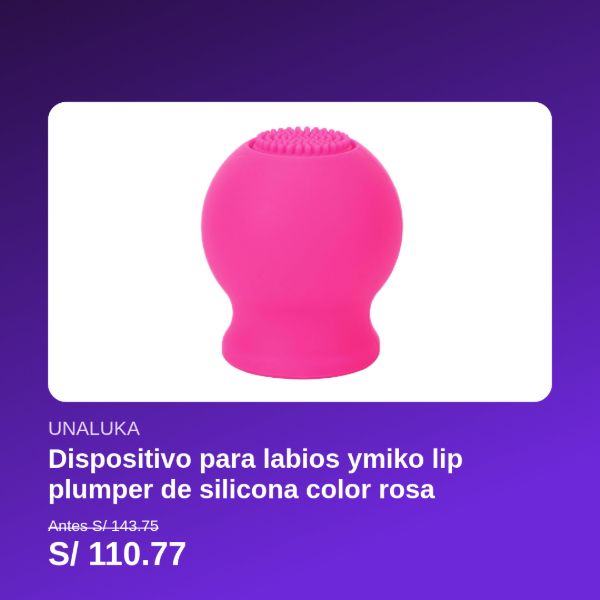 UNALUKA
Dispositivo para labios ymiko lip
plumper de silicona color rosa
Antes S/ 143.75
S/ 110.77